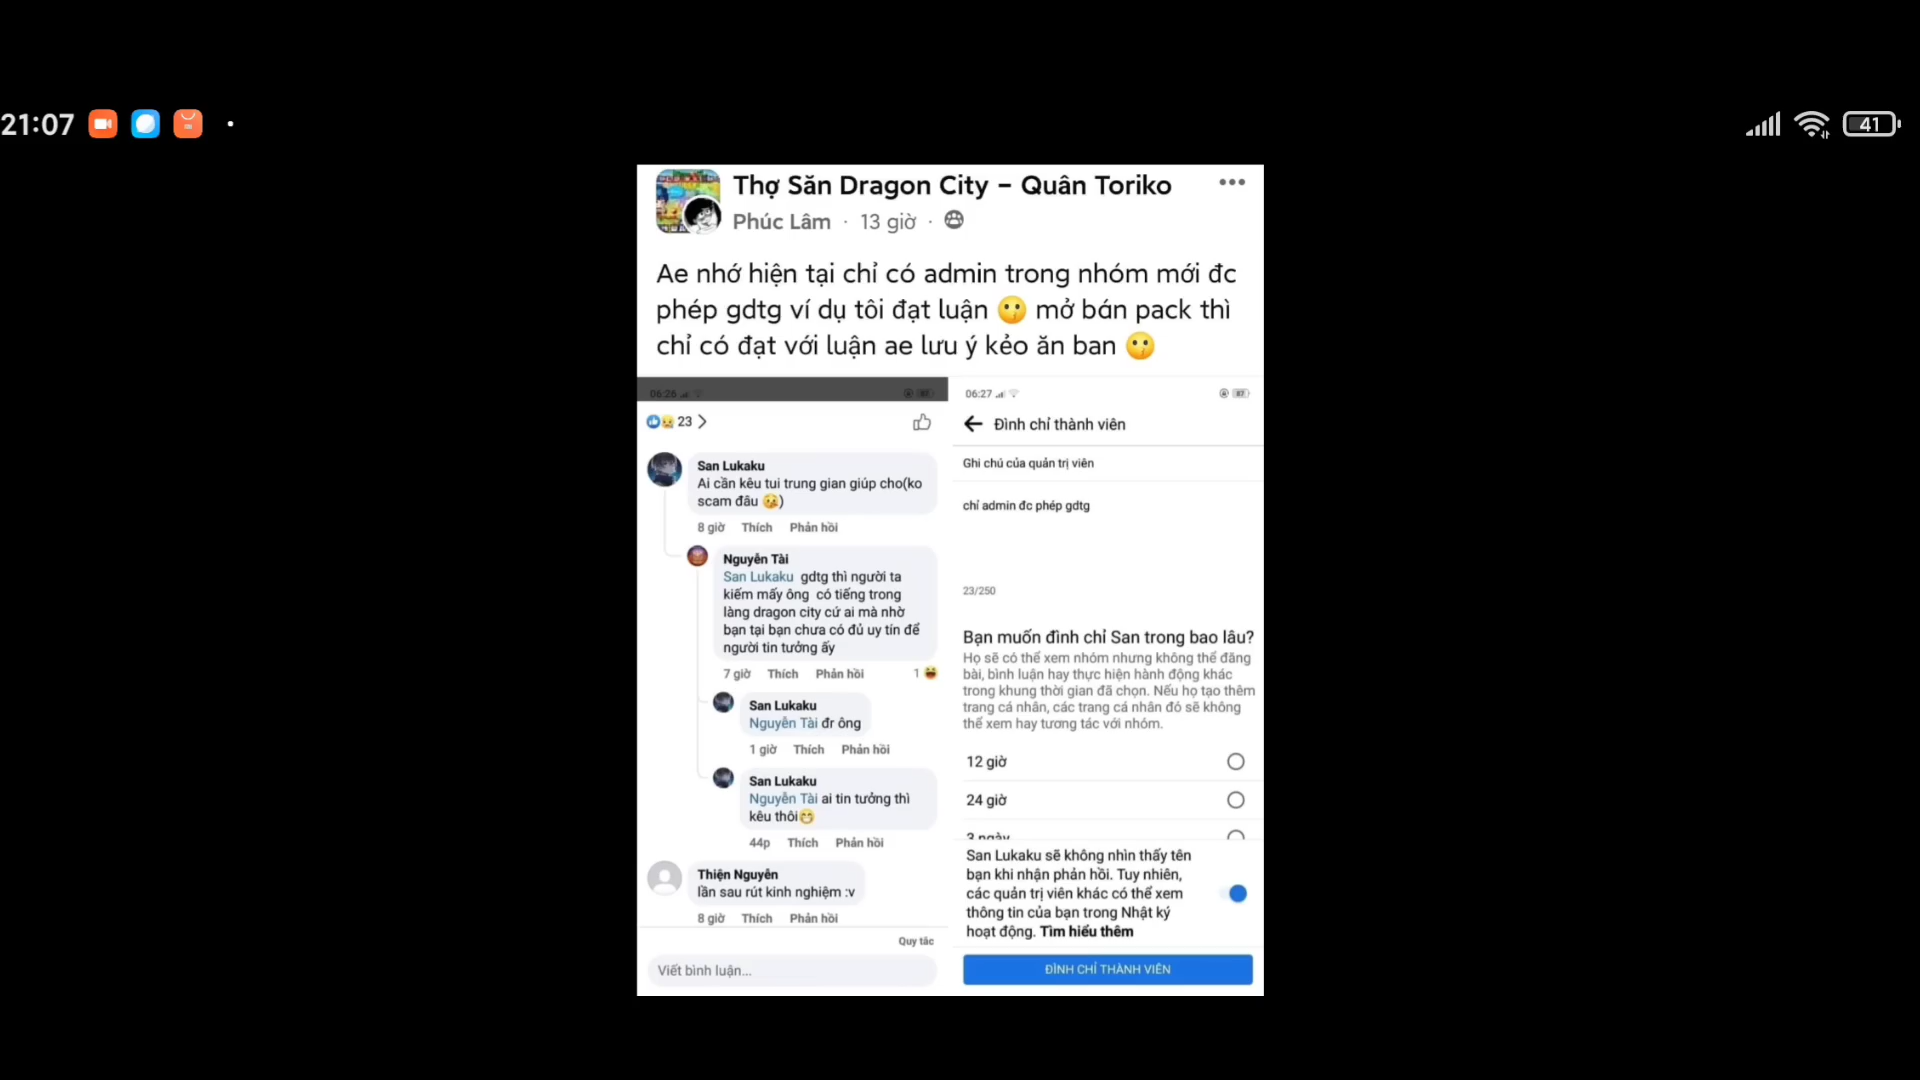 21:07
41
Thợ Săn Dragon City – Quân Toriko
Phúc Lâm · 13 giờ ·
Ae nhớ hiện tại chỉ có admin trong nhóm mới đc
phép gdtg ví dụ tôi đạt luận 😗 mở bán pack thì
chỉ có đạt với luận ae lưu ý kẻo ăn ban 😗
06:26
23
San Lukaku
Ai cần kêu tui trung gian giúp cho(ko
scam đâu 😘)
8 giờ Thích Phản hồi
Nguyễn Tài
San Lukaku gdtg thì người ta
kiếm mấy ông có tiếng trong
làng dragon city cứ ai mà nhờ
bạn tại bạn chưa có đủ uy tín để
người tin tưởng ấy
7 giờ Thích Phản hồi 1
San Lukaku
Nguyễn Tài đr ông
1 giờ Thích Phản hồi
San Lukaku
Nguyễn Tài ai tin tưởng thì
kêu thôi😁
44p Thích Phản hồi
Thiện Nguyễn
lần sau rút kinh nghiệm :v
8 giờ Thích Phản hồi
Quy tắc
Viết bình luận...
06:27
87
Đình chỉ thành viên
Ghi chú của quản trị viên
chỉ admin đc phép gdtg
23/250
Bạn muốn đình chỉ San trong bao lâu?
Họ sẽ có thể xem nhóm nhưng không thể đăng
bài, bình luận hay thực hiện hành động khác
trong khung thời gian đã chọn. Nếu họ tạo thêm
trang cá nhân, các trang cá nhân đó sẽ không
thể xem hay tương tác với nhóm.
12 giờ
24 giờ
3 ngày
San Lukaku sẽ không nhìn thấy tên
bạn khi nhận phản hồi. Tuy nhiên,
các quản trị viên khác có thể xem
thông tin của bạn trong Nhật ký
hoạt động. Tìm hiểu thêm
ĐÌNH CHỈ THÀNH VIÊN